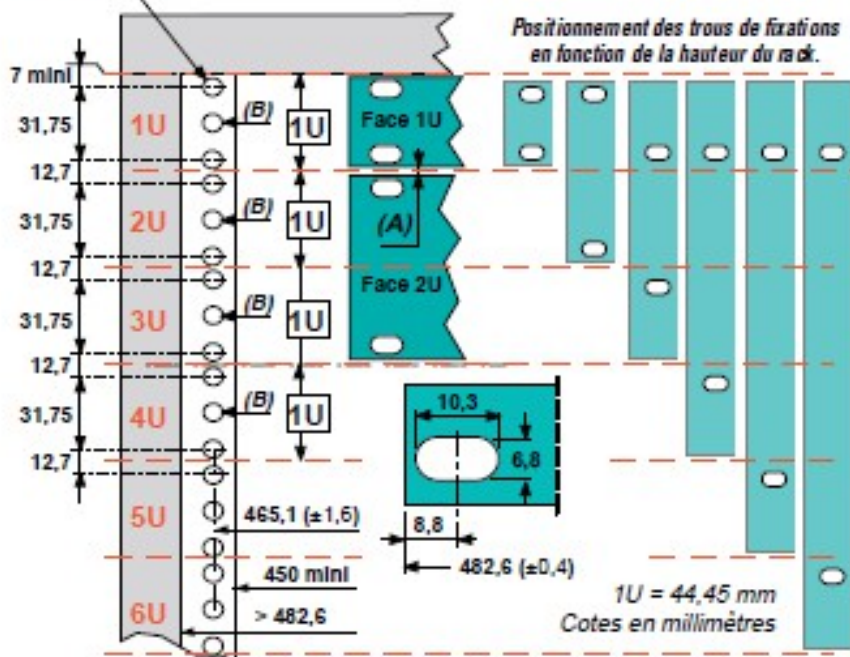 Positionnement des trous de fixations
en fonction de la hauteur du rack.
7 mini
31,75
12,7
31,75
12,7
31,75
12,7
31,75
12,7
1U
2U
3U
4U
5U
6U
(B)
(B)
(B)
(B)
1U
1U
1U
1U
Face 1U
(A)
Face 2U
10,3
6,8
8,8
482,6 (±0,4)
465,1 (±1,6)
450 mini
> 482,6
1U = 44,45 mm
Cotes en millimètres